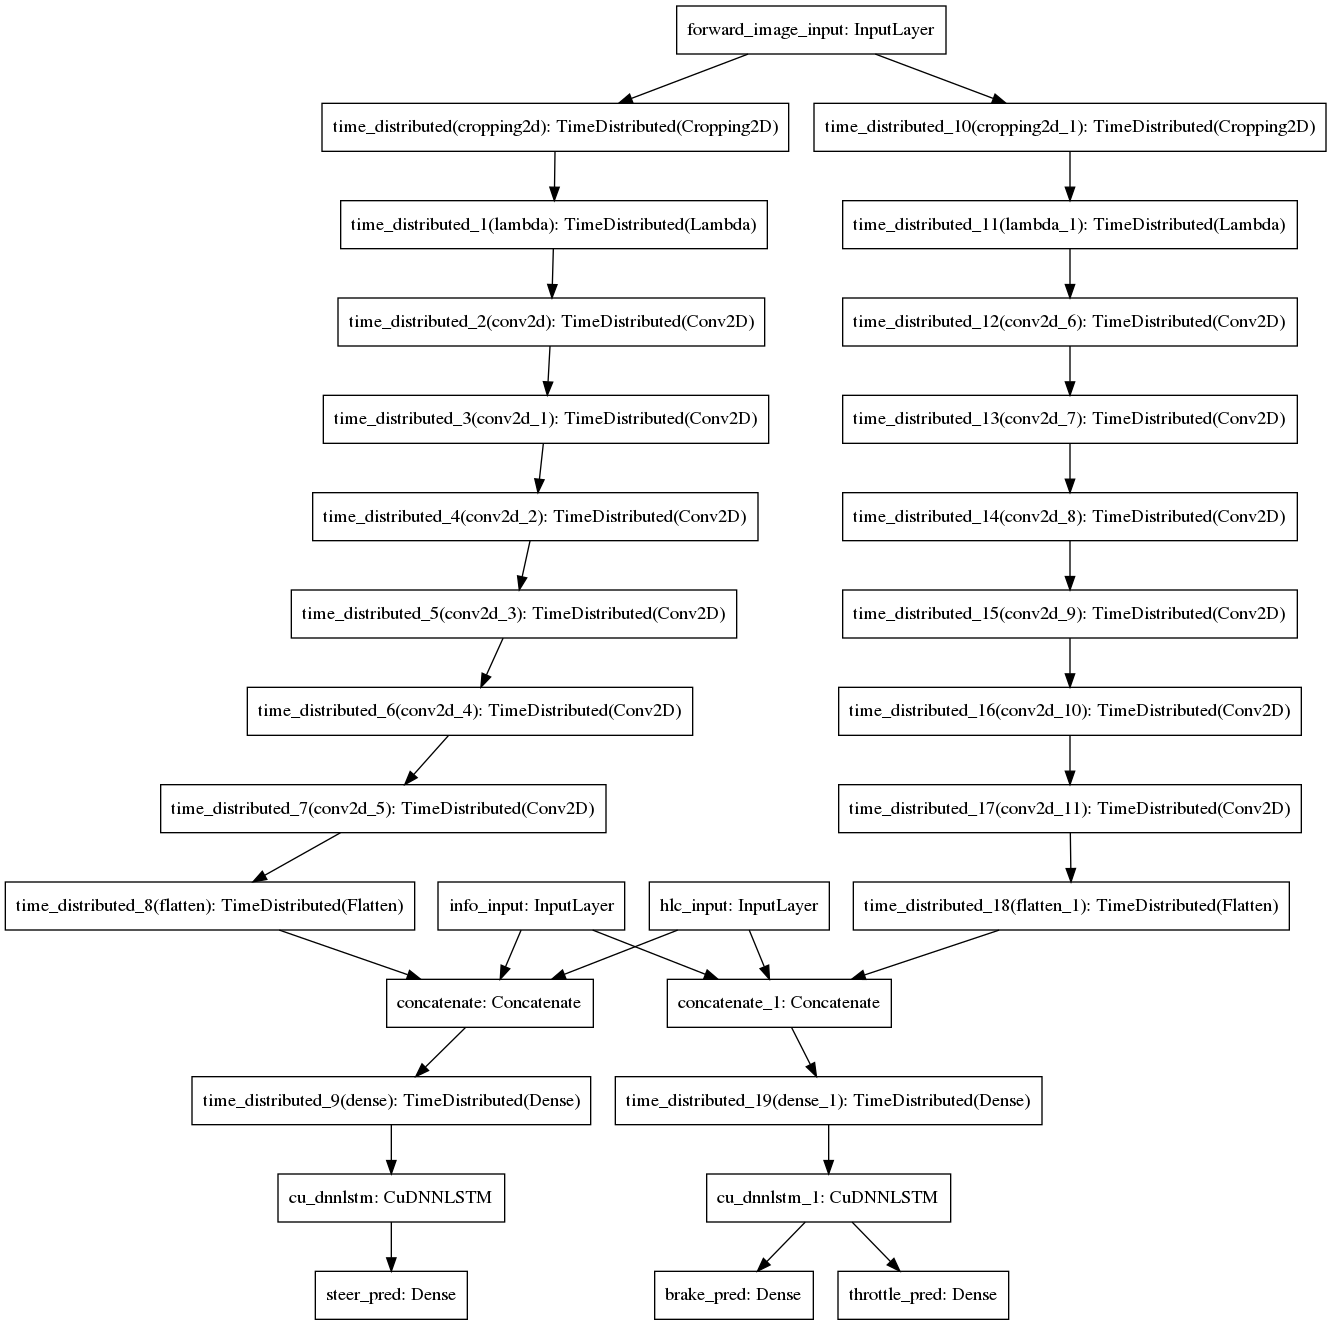 forward_image_input: InputLayer
time_distributed(cropping2d): TimeDistributed(Cropping2D)
time_distributed_10(cropping2d_1): TimeDistributed(Cropping2D)
time_distributed_1(lambda): TimeDistributed(Lambda)
time_distributed_11(lambda_1): TimeDistributed(Lambda)
time_distributed_2(conv2d): TimeDistributed(Conv2D)
time_distributed_12(conv2d_6): TimeDistributed(Conv2D)
time_distributed_3(conv2d_1): TimeDistributed(Conv2D)
time_distributed_13(conv2d_7): TimeDistributed(Conv2D)
time_distributed_4(conv2d_2): TimeDistributed(Conv2D)
time_distributed_14(conv2d_8): TimeDistributed(Conv2D)
time_distributed_5(conv2d_3): TimeDistributed(Conv2D)
time_distributed_15(conv2d_9): TimeDistributed(Conv2D)
time_distributed_6(conv2d_4): TimeDistributed(Conv2D)
time_distributed_16(conv2d_10): TimeDistributed(Conv2D)
time_distributed_7(conv2d_5): TimeDistributed(Conv2D)
time_distributed_17(conv2d_11): TimeDistributed(Conv2D)
time_distributed_8(flatten): TimeDistributed(Flatten)
info_input: InputLayer
hlc_input: InputLayer
time_distributed_18(flatten_1): TimeDistributed(Flatten)
concatenate: Concatenate
concatenate_1: Concatenate
time_distributed_9(dense): TimeDistributed(Dense)
time_distributed_19(dense_1): TimeDistributed(Dense)
cu_dnnlstm: CuDNNLSTM
cu_dnnlstm_1: CuDNNLSTM
steer_pred: Dense
brake_pred: Dense
throttle_pred: Dense